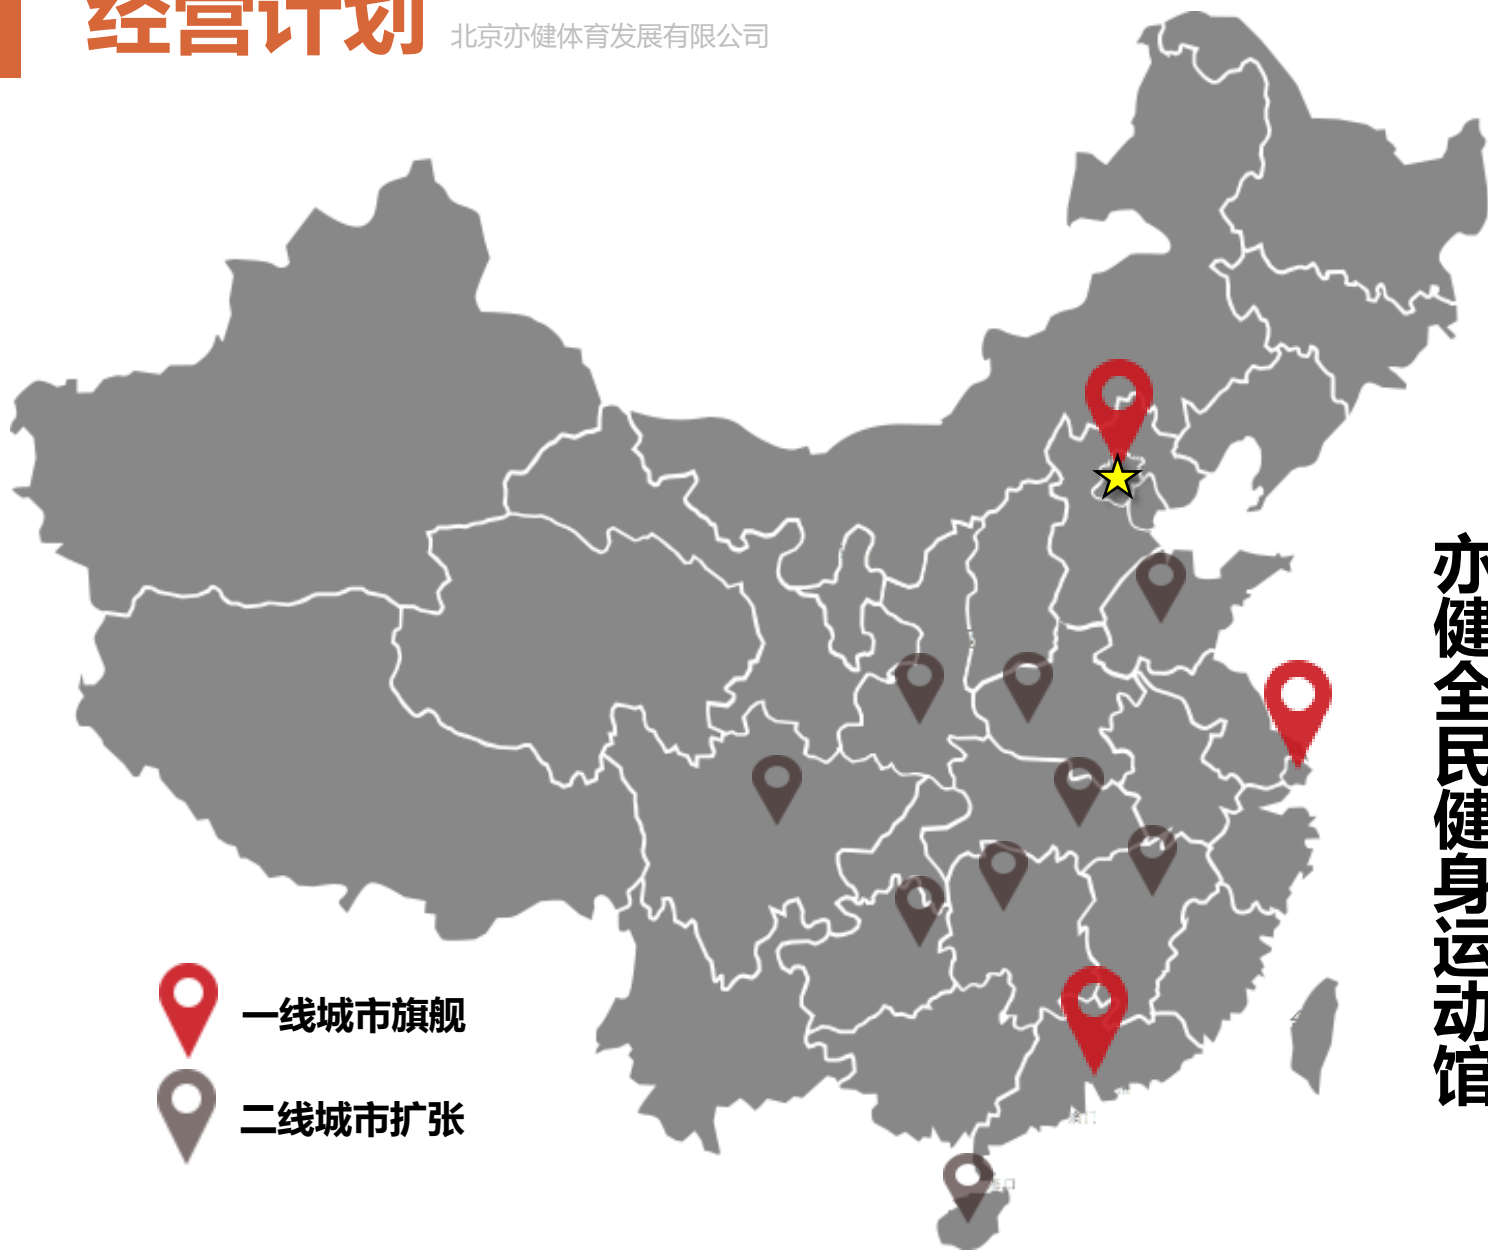 经营计划
北京亦健体育发展有限公司
亦健全民健身运动馆
一线城市旗舰
二线城市扩张